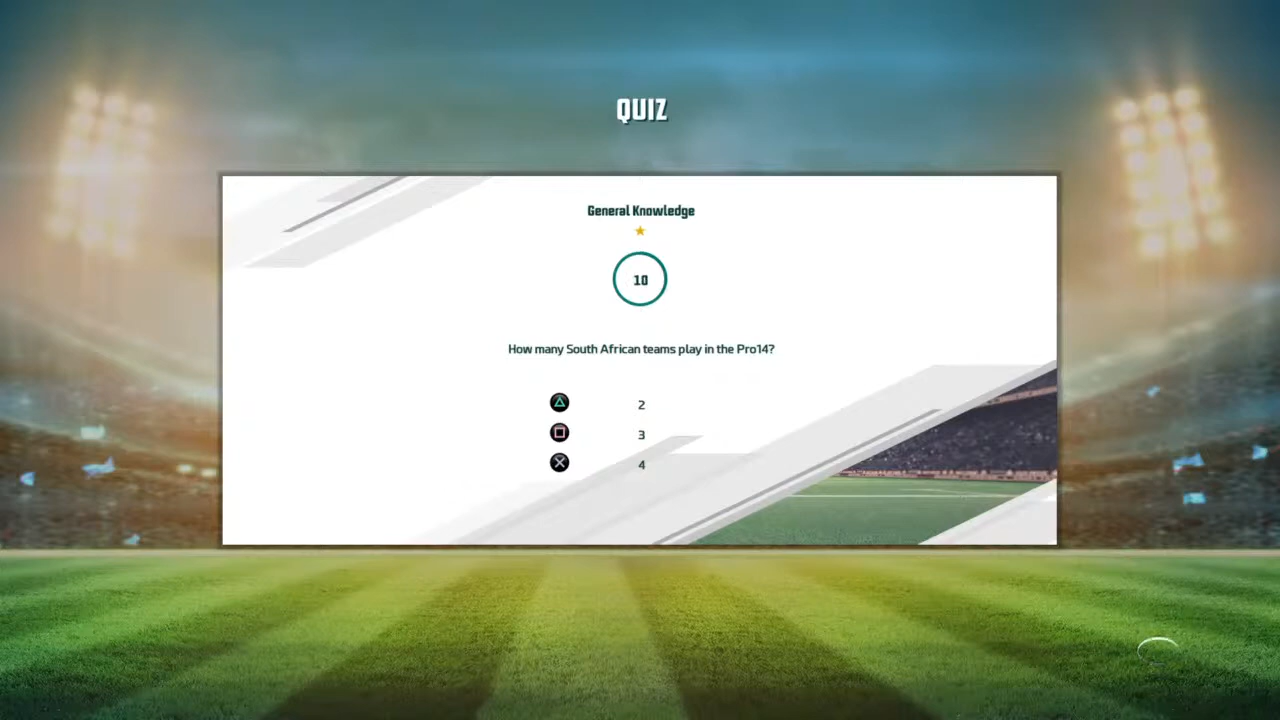 QUIZ
General Knowledge
10
How many South African teams play in the Pro14?
2
3
4